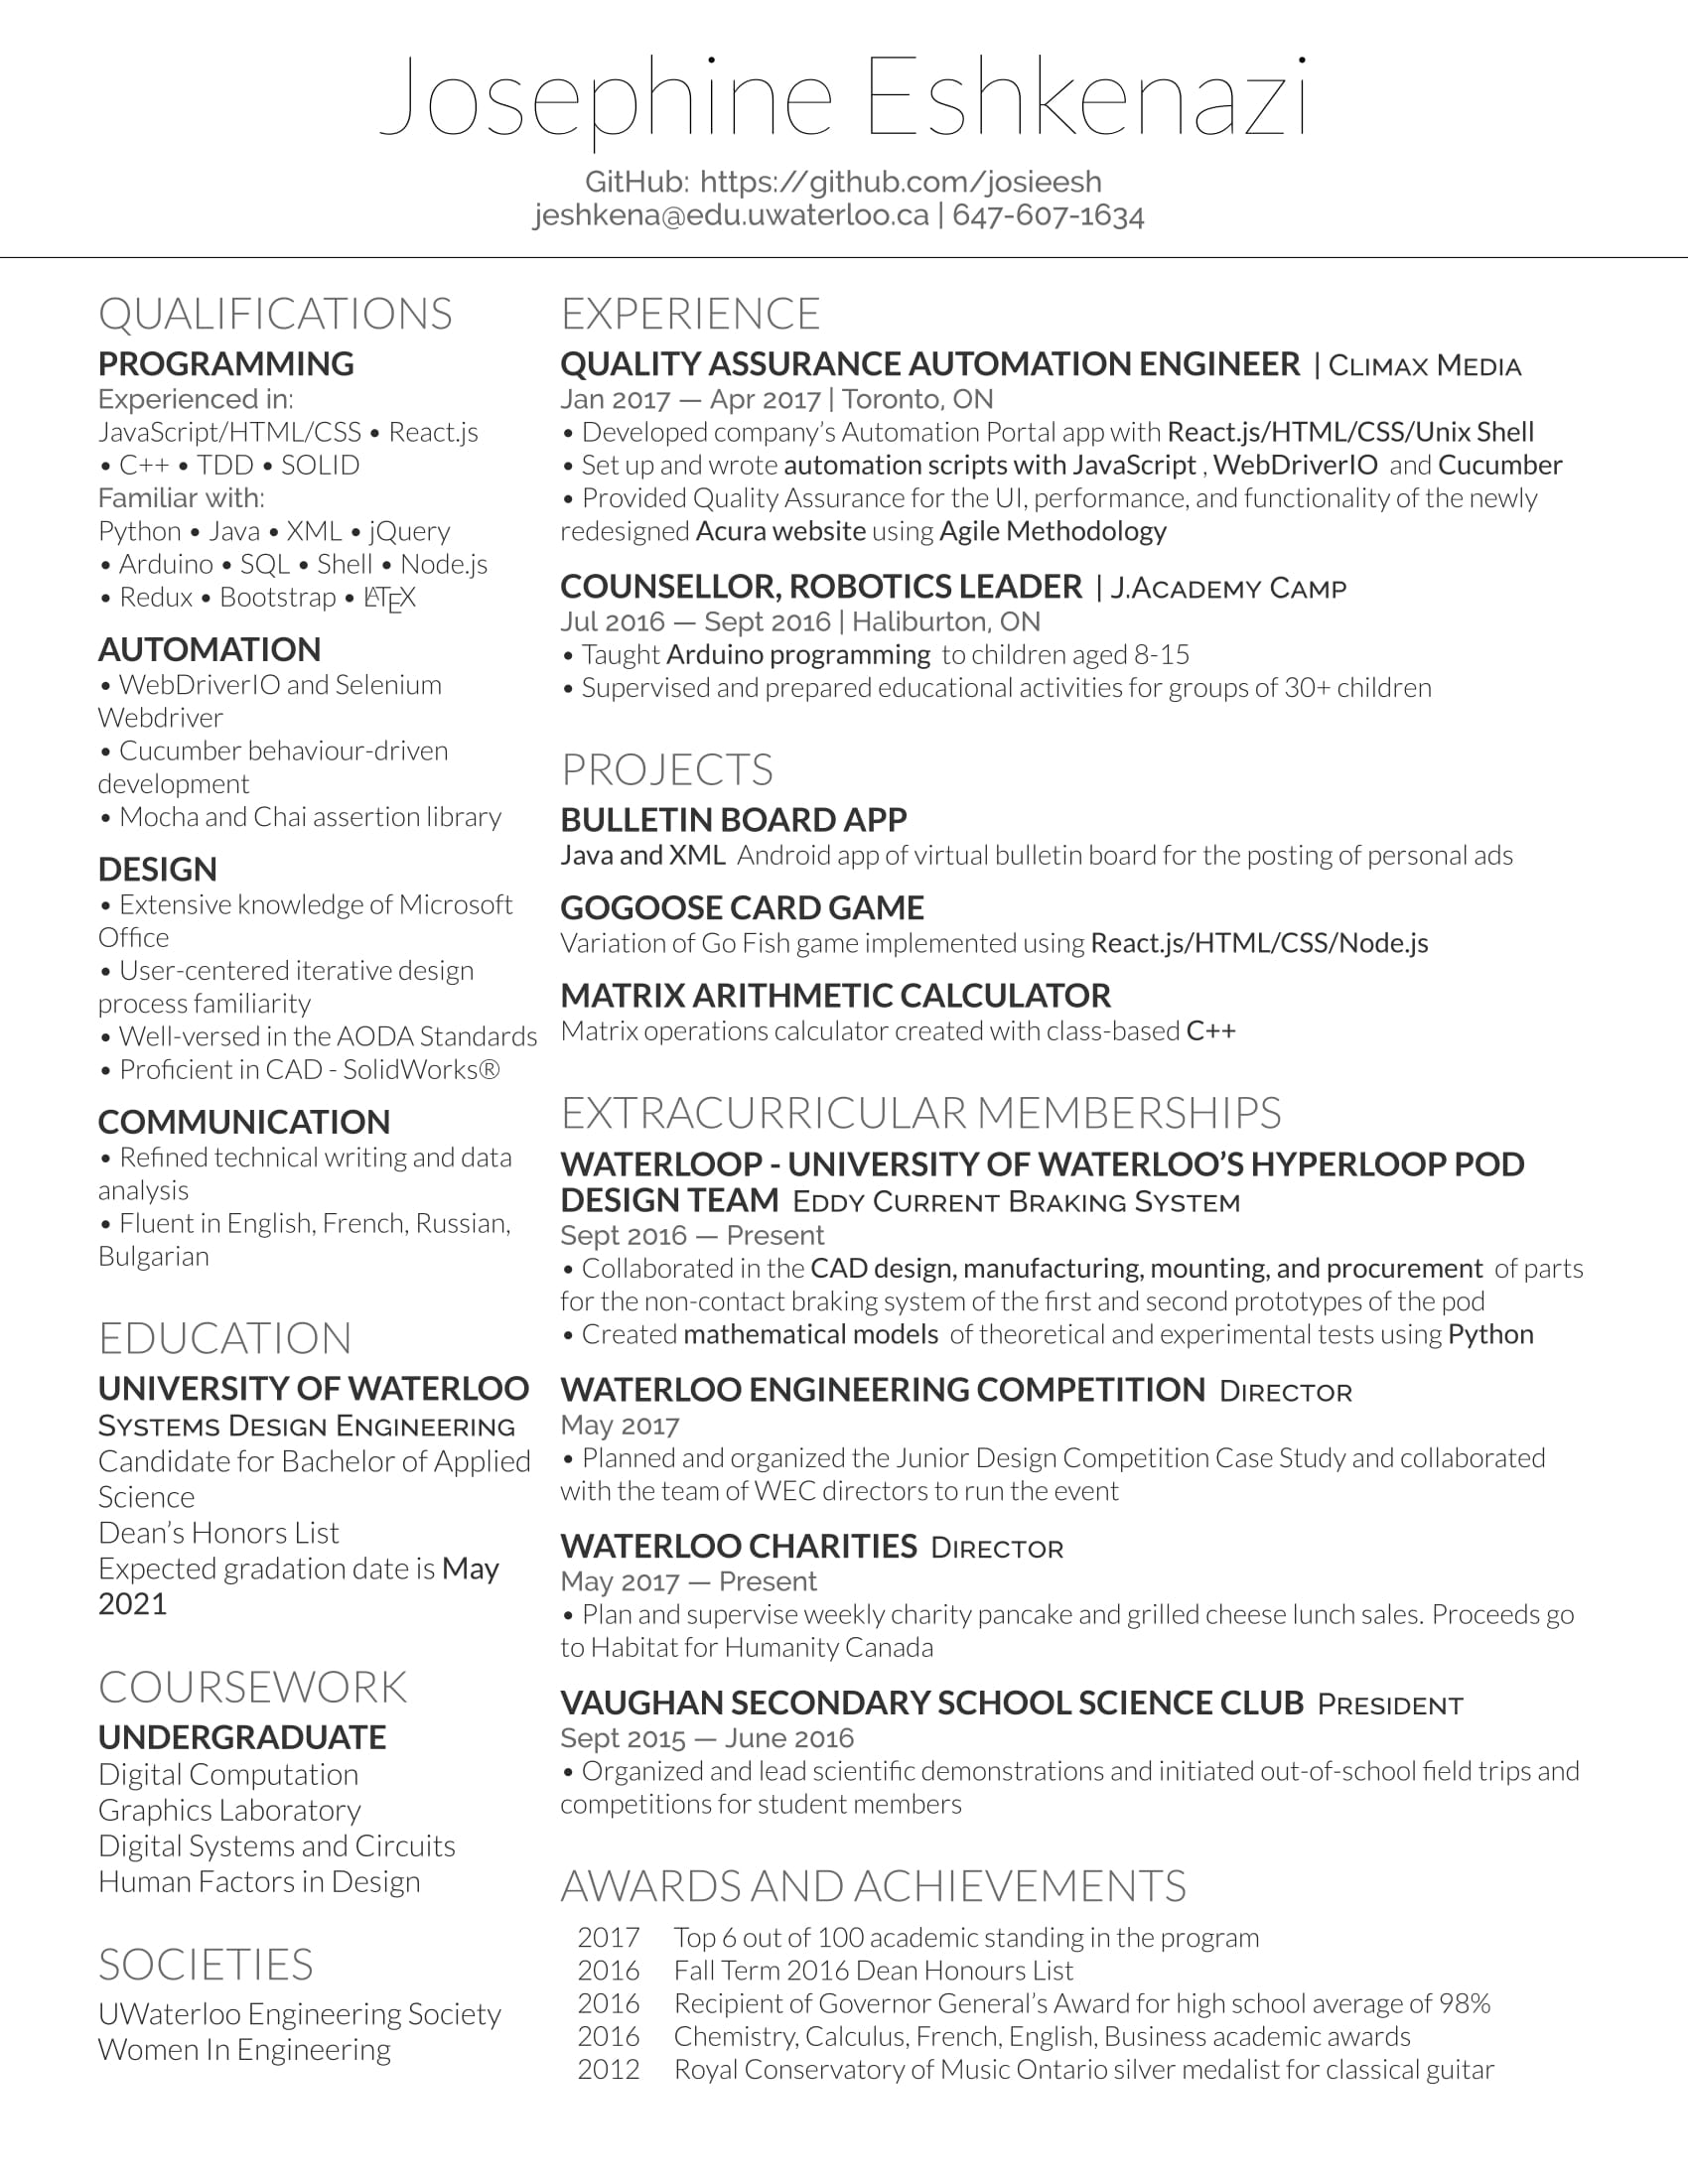 Josephine Eshkenazi
GitHub: https://github.com/josieesh
jeshkena@edu.uwaterloo.ca | 647-607-1634
QUALIFICATIONS
PROGRAMMING
Experienced in:
JavaScript/HTML/CSS • React.js
• C++ • TDD • SOLID
Familiar with:
Python • Java • XML • jQuery
• Arduino • SQL • Shell • Node.js
• Redux • Bootstrap • LATEX
AUTOMATION
• WebDriverIO and Selenium
Webdriver
• Cucumber behaviour-driven
development
• Mocha and Chai assertion library
DESIGN
• Extensive knowledge of Microsoft
Office
• User-centered iterative design
process familiarity
• Well-versed in the AODA Standards
• Proficient in CAD - SolidWorks®
COMMUNICATION
• Refined technical writing and data
analysis
• Fluent in English, French, Russian,
Bulgarian
EDUCATION
UNIVERSITY OF WATERLOO
SYSTEMS DESIGN ENGINEERING
Candidate for Bachelor of Applied
Science
Dean's Honors List
Expected gradation date is May
2021
COURSEWORK
UNDERGRADUATE
Digital Computation
Graphics Laboratory
Digital Systems and Circuits
Human Factors in Design
SOCIETIES
UWaterloo Engineering Society
Women In Engineering
EXPERIENCE
QUALITY ASSURANCE AUTOMATION ENGINEER | CLIMAX MEDIA
Jan 2017 — Apr 2017 | Toronto, ON
• Developed company's Automation Portal app with React.js/HTML/CSS/Unix Shell
• Set up and wrote automation scripts with JavaScript , WebDriverIO and Cucumber
• Provided Quality Assurance for the UI, performance, and functionality of the newly
redesigned Acura website using Agile Methodology
COUNSELLOR, ROBOTICS LEADER | J.ACADEMY CAMP
Jul 2016 — Sept 2016 | Haliburton, ON
• Taught Arduino programming to children aged 8-15
• Supervised and prepared educational activities for groups of 30+ children
PROJECTS
BULLETIN BOARD APP
Java and XML Android app of virtual bulletin board for the posting of personal ads
GOGOOSE CARD GAME
Variation of Go Fish game implemented using React.js/HTML/CSS/Node.js
MATRIX ARITHMETIC CALCULATOR
Matrix operations calculator created with class-based C++
EXTRACURRICULAR MEMBERSHIPS
WATERLOOP - UNIVERSITY OF WATERLOO'S HYPERLOOP POD
DESIGN TEAM EDDY CURRENT BRAKING SYSTEM
Sept 2016 — Present
• Collaborated in the CAD design, manufacturing, mounting, and procurement of parts
for the non-contact braking system of the first and second prototypes of the pod
• Created mathematical models of theoretical and experimental tests using Python
WATERLOO ENGINEERING COMPETITION DIRECTOR
May 2017
• Planned and organized the Junior Design Competition Case Study and collaborated
with the team of WEC directors to run the event
WATERLOO CHARITIES DIRECTOR
May 2017 — Present
• Plan and supervise weekly charity pancake and grilled cheese lunch sales. Proceeds go
to Habitat for Humanity Canada
VAUGHAN SECONDARY SCHOOL SCIENCE CLUB PRESIDENT
Sept 2015 — June 2016
• Organized and lead scientific demonstrations and initiated out-of-school field trips and
competitions for student members
AWARDS AND ACHIEVEMENTS
2017 Top 6 out of 100 academic standing in the program
2016 Fall Term 2016 Dean Honours List
2016 Recipient of Governor General's Award for high school average of 98%
2016 Chemistry, Calculus, French, English, Business academic awards
2012 Royal Conservatory of Music Ontario silver medalist for classical guitar